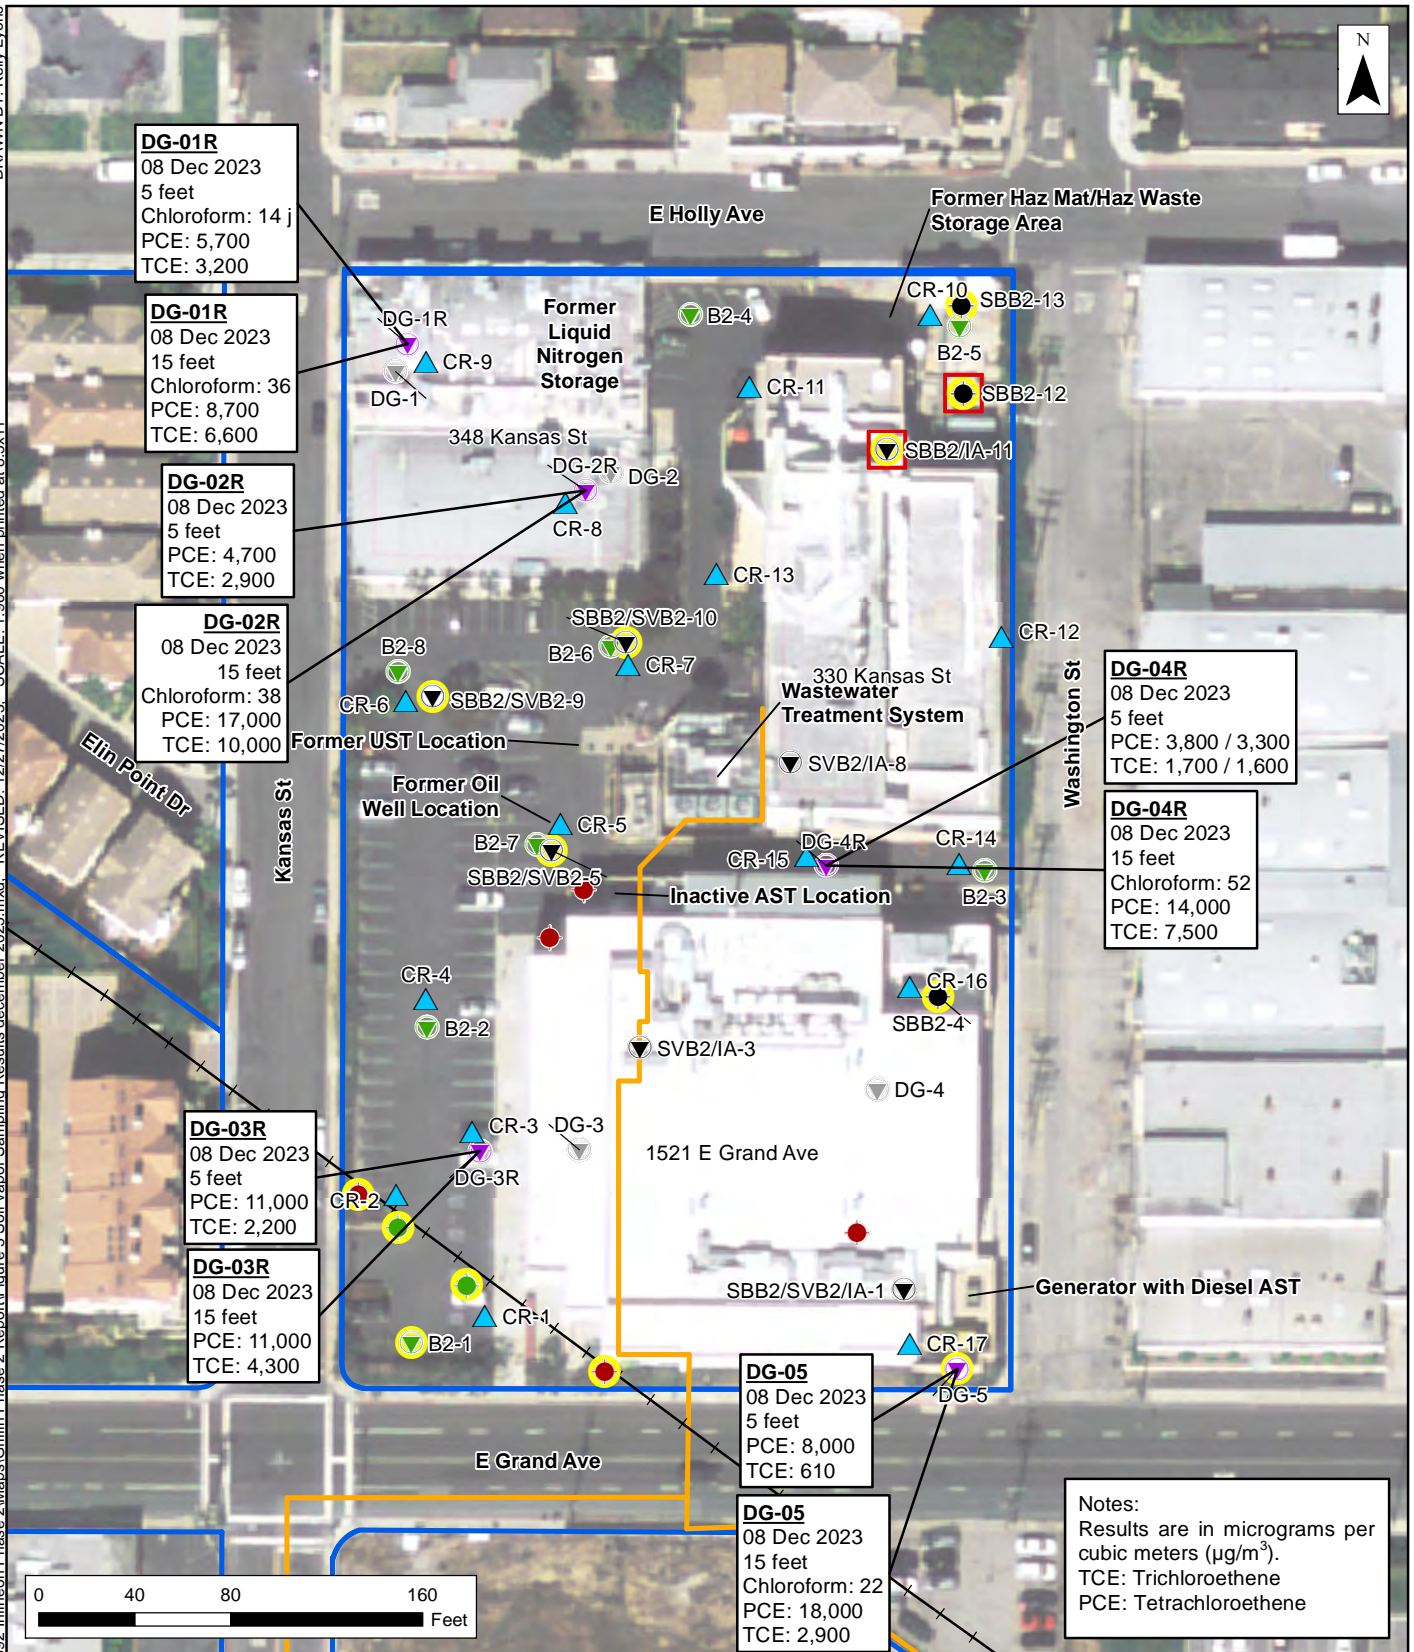 N
DG-01R
08 Dec 2023
5 feet
Chloroform: 14 j
PCE: 5,700
TCE: 3,200
DG-01R
08 Dec 2023
15 feet
Chloroform: 36
PCE: 8,700
TCE: 6,600
DG-02R
08 Dec 2023
5 feet
PCE: 4,700
TCE: 2,900
DG-02R
08 Dec 2023
15 feet
Chloroform: 38
PCE: 17,000
TCE: 10,000
E Holly Ave
Former Haz Mat/Haz Waste
Storage Area
DG-1R
CR-9
DG-1
Former
Liquid
Nitrogen
Storage
B2-4
CR-10
SBB2-13
B2-5
CR-11
SBB2-12
348 Kansas St
SBB2/IA-11
DG-2R
DG-2
CR-8
CR-13
SBB2/SVB2-10
B2-6
CR-7
CR-12
B2-8
CR-6
SBB2/SVB2-9
330 Kansas St
Wastewater
Treatment System
Former UST Location
SVB2/IA-8
Former Oil
Well Location
Elin Point Dr
Kansas St
Washington St
DG-04R
08 Dec 2023
5 feet
PCE: 3,800 / 3,300
TCE: 1,700 / 1,600
DG-04R
08 Dec 2023
15 feet
Chloroform: 52
PCE: 14,000
TCE: 7,500
CR-5
B2-7
SBB2/SVB2-5
CR-15
DG-4R
CR-14
B2-3
Inactive AST Location
CR-4
B2-2
CR-16
SBB2-4
SVB2/IA-3
DG-4
CR-3
DG-3
DG-3R
1521 E Grand Ave
DG-03R
08 Dec 2023
5 feet
PCE: 11,000
TCE: 2,200
CR-2
DG-03R
08 Dec 2023
15 feet
PCE: 11,000
TCE: 4,300
SBB2/SVB2/IA-1
Generator with Diesel AST
CR-1
B2-1
CR-17
DG-5
DG-05
08 Dec 2023
5 feet
PCE: 8,000
TCE: 610
E Grand Ave
DG-05
08 Dec 2023
15 feet
Chloroform: 22
PCE: 18,000
TCE: 2,900
Notes:
Results are in micrograms per
cubic meters (µg/m³).
TCE: Trichloroethene
PCE: Tetrachloroethene
0 40 80 160
Feet